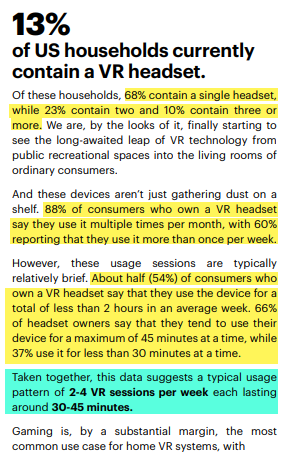 13%
of US households currently
contain a VR headset.
Of these households, 68% contain a single headset,
while 23% contain two and 10% contain three or
more. We are, by the looks of it, finally starting to
see the long-awaited leap of VR technology from
public recreational spaces into the living rooms of
ordinary consumers.
And these devices aren't just gathering dust on a
shelf. 88% of consumers who own a VR headset
say they use it multiple times per month, with 60%
reporting that they use it more than once per week.
However, these usage sessions are typically
relatively brief. About half (54%) of consumers who
own a VR headset say that they use the device for a
total of less than 2 hours in an average week. 66%
of headset owners say that they tend to use their
device for a maximum of 45 minutes at a time, while
37% use it for less than 30 minutes at a time.
Taken together, this data suggests a typical usage
pattern of 2-4 VR sessions per week each lasting
around 30-45 minutes.
Gaming is, by a substantial margin, the most
common use case for home VR systems, with